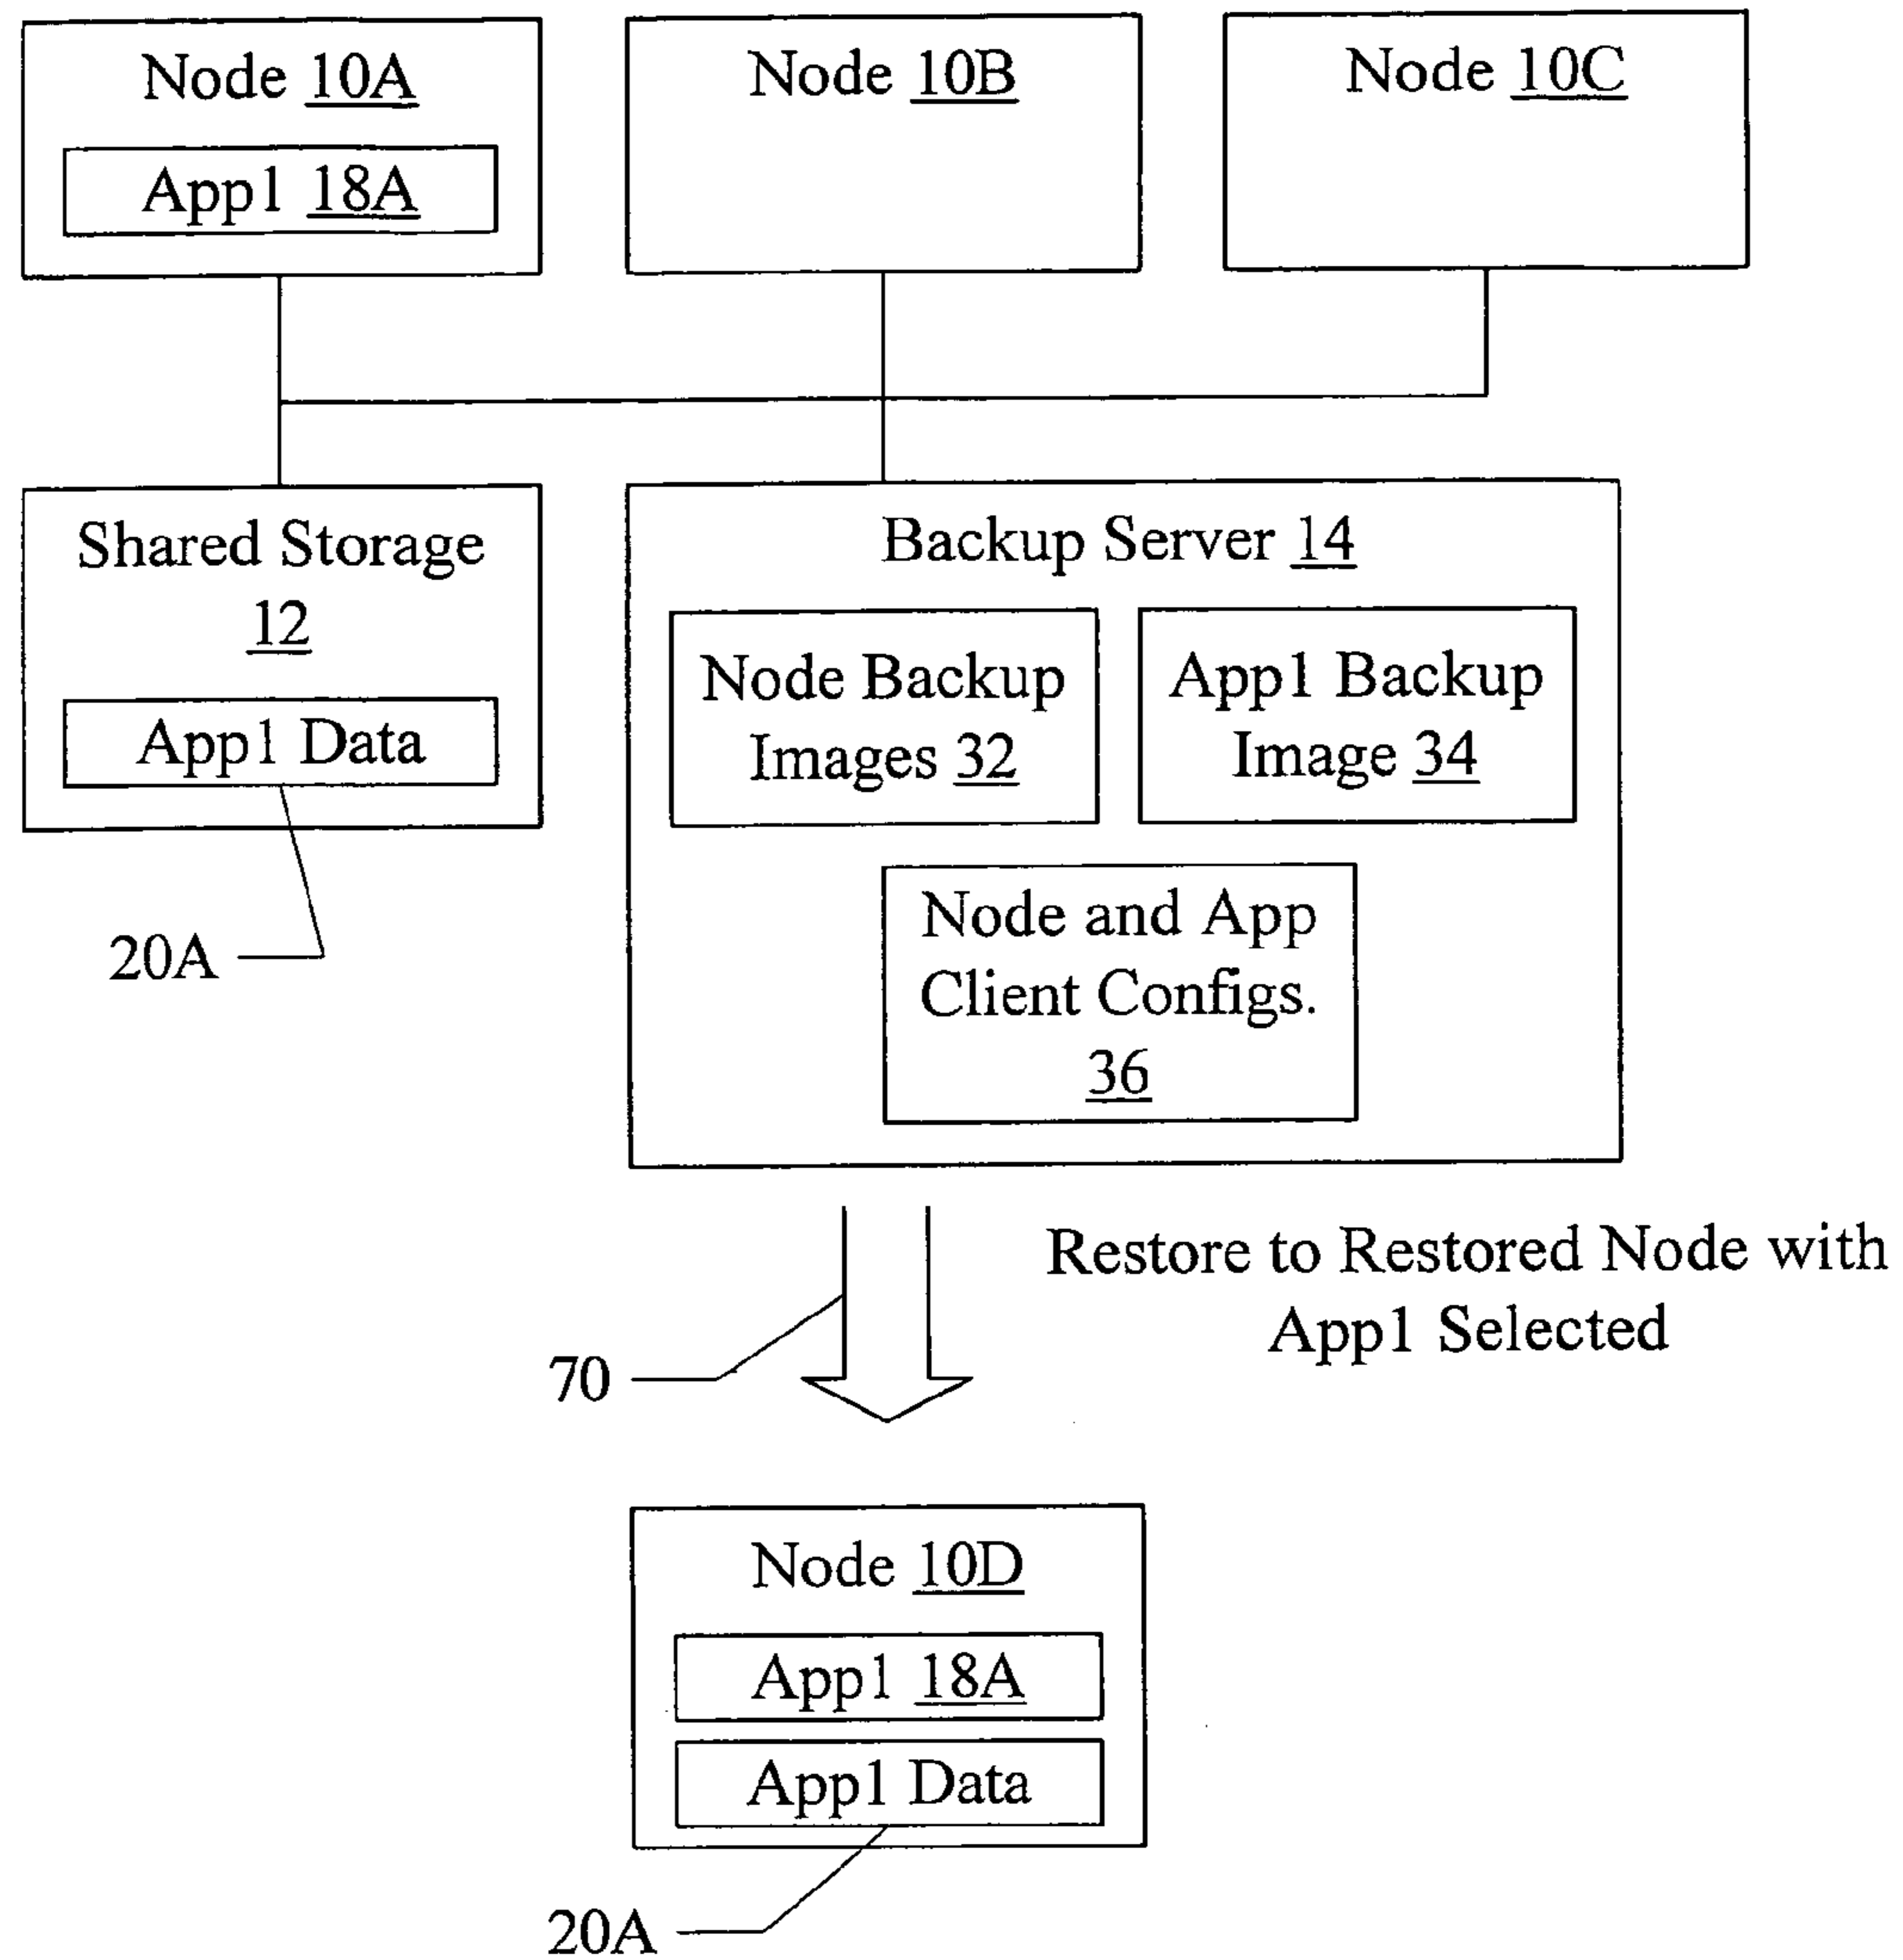 Node 10A
App1 18A
Node 10B
Node 10C
Shared Storage
12
App1 Data
20A
Backup Server 14
Node Backup
Images 32
App1 Backup
Image 34
Node and App
Client Configs.
36
70
Restore to Restored Node with
App1 Selected
Node 10D
App1 18A
App1 Data
20A